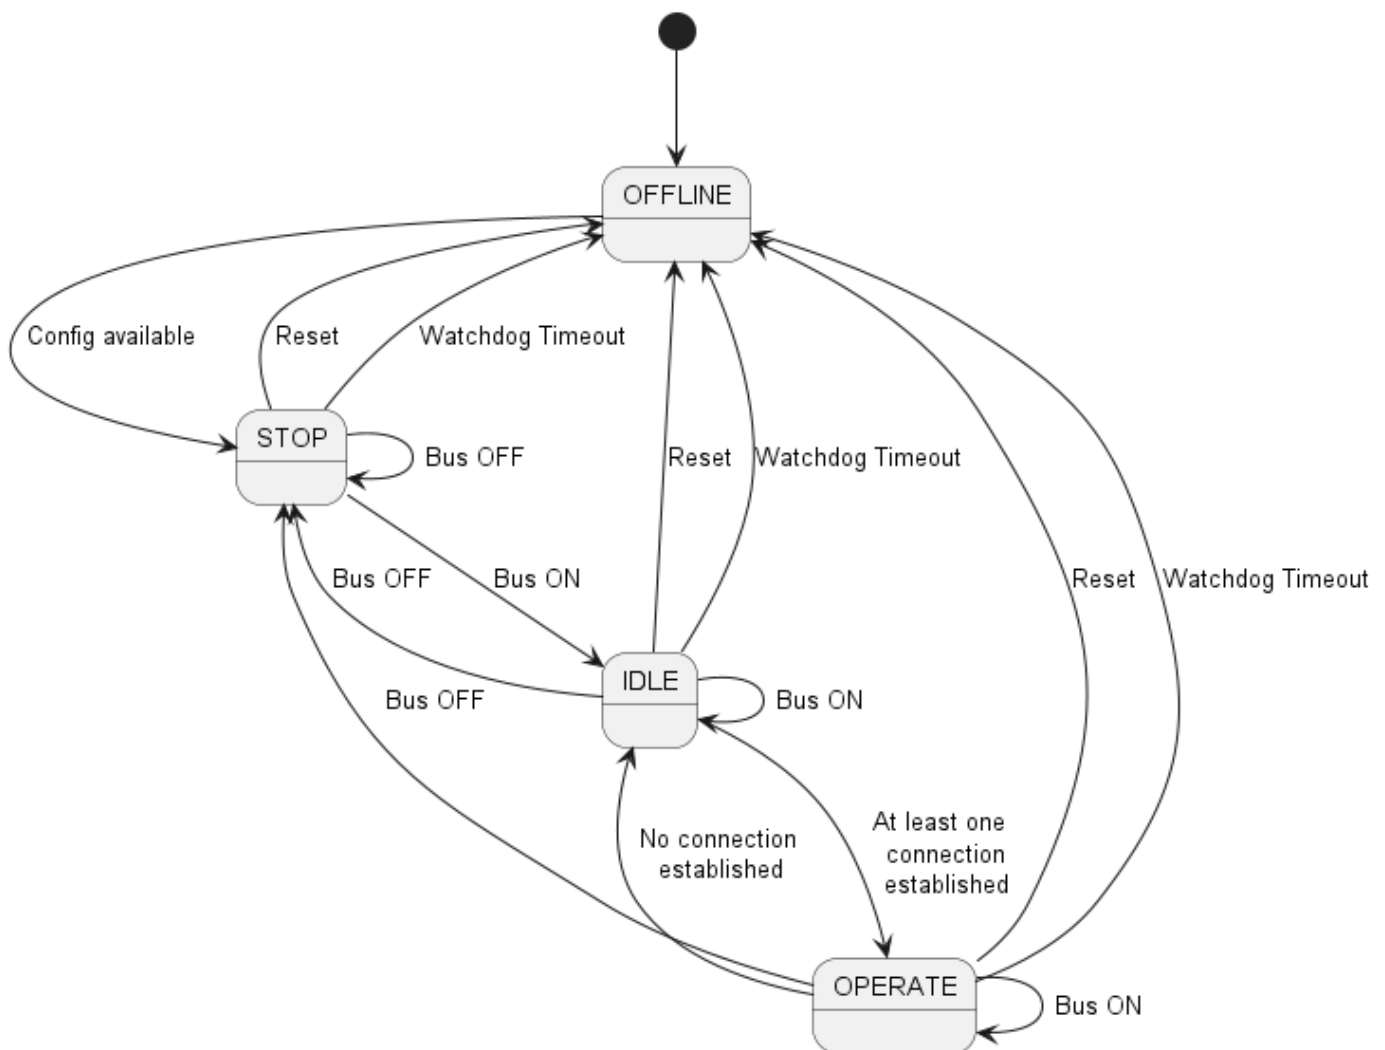 OFFLINE
Config available
Reset
Watchdog Timeout
STOP
Bus OFF
Reset
Watchdog Timeout
Bus OFF
Bus ON
Reset
Watchdog Timeout
IDLE
Bus OFF
Bus ON
No connection
established
At least one
connection
established
OPERATE
Bus ON